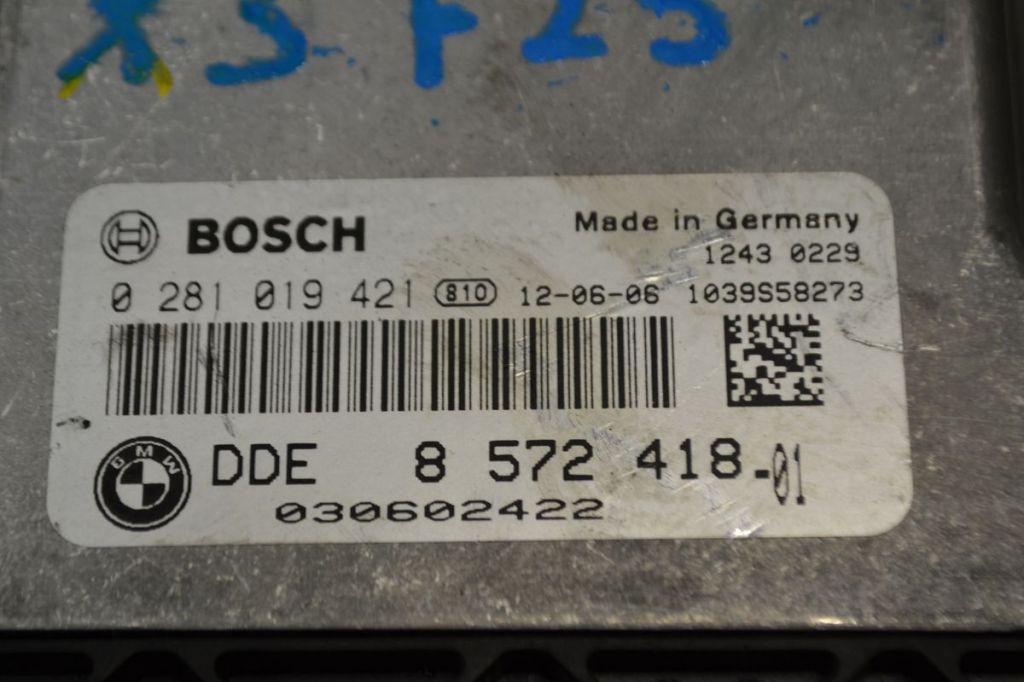 X3 F25
BOSCH Made in Germany
1243 0229
0 281 019 421 810 12-06-06 1039S58273
BMW DDE 8 572 418-01
030602422